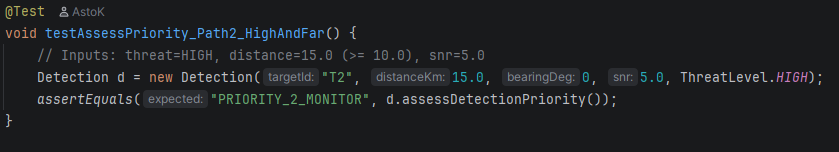 @Test AstoK
void testAssessPriority_Path2_HighAndFar() {
// Inputs: threat=HIGH, distance=15.0 (>= 10.0), snr=5.0
Detection d = new Detection( targetId: "T2", distanceKm: 15.0, bearingDeg: 0, snr: 5.0, ThreatLevel.HIGH);
assertEquals( expected: "PRIORITY_2_MONITOR", d.assessDetectionPriority());
}